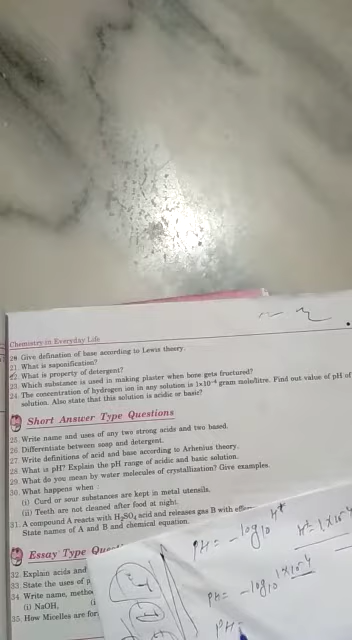 Chemistry in Everyday Life
20. Give defination of base according to Lewis theory.
21. What is saponification?
22. What is property of detergent?
23. Which substance is used in making plaster when bone gets fractured?
24. The concentration of hydrogen ion in any solution is 1×10⁻⁴ gram mole/litre. Find out value of pH of
solution. Also state that this solution is acidic or basic?
Short Answer Type Questions
25. Write name and uses of any two strong acids and two based.
26. Differentiate between soap and detergent.
27. Write definations of acid and base according to Arhenius theory.
28. What is pH? Explain the pH range of acidic and basic solution.
29. What do you mean by water molecules of crystallization? Give examples.
30. What happens when :
(i) Curd or sour substances are kept in metal utensils.
(ii) Teeth are not cleaned after food at night.
31. A compound A reacts with H₂SO₄ acid and releases gas B with
State names of A and B and chemical equation.
Essay Type
32. Explain acids and
33. State the uses of
34. Write name,
(i) NaOH,
35. How Micelles are
PH = -log10 H⁺ H⁺ = 1×10⁻⁴
PH = -log10 1×10⁻⁴
PH =